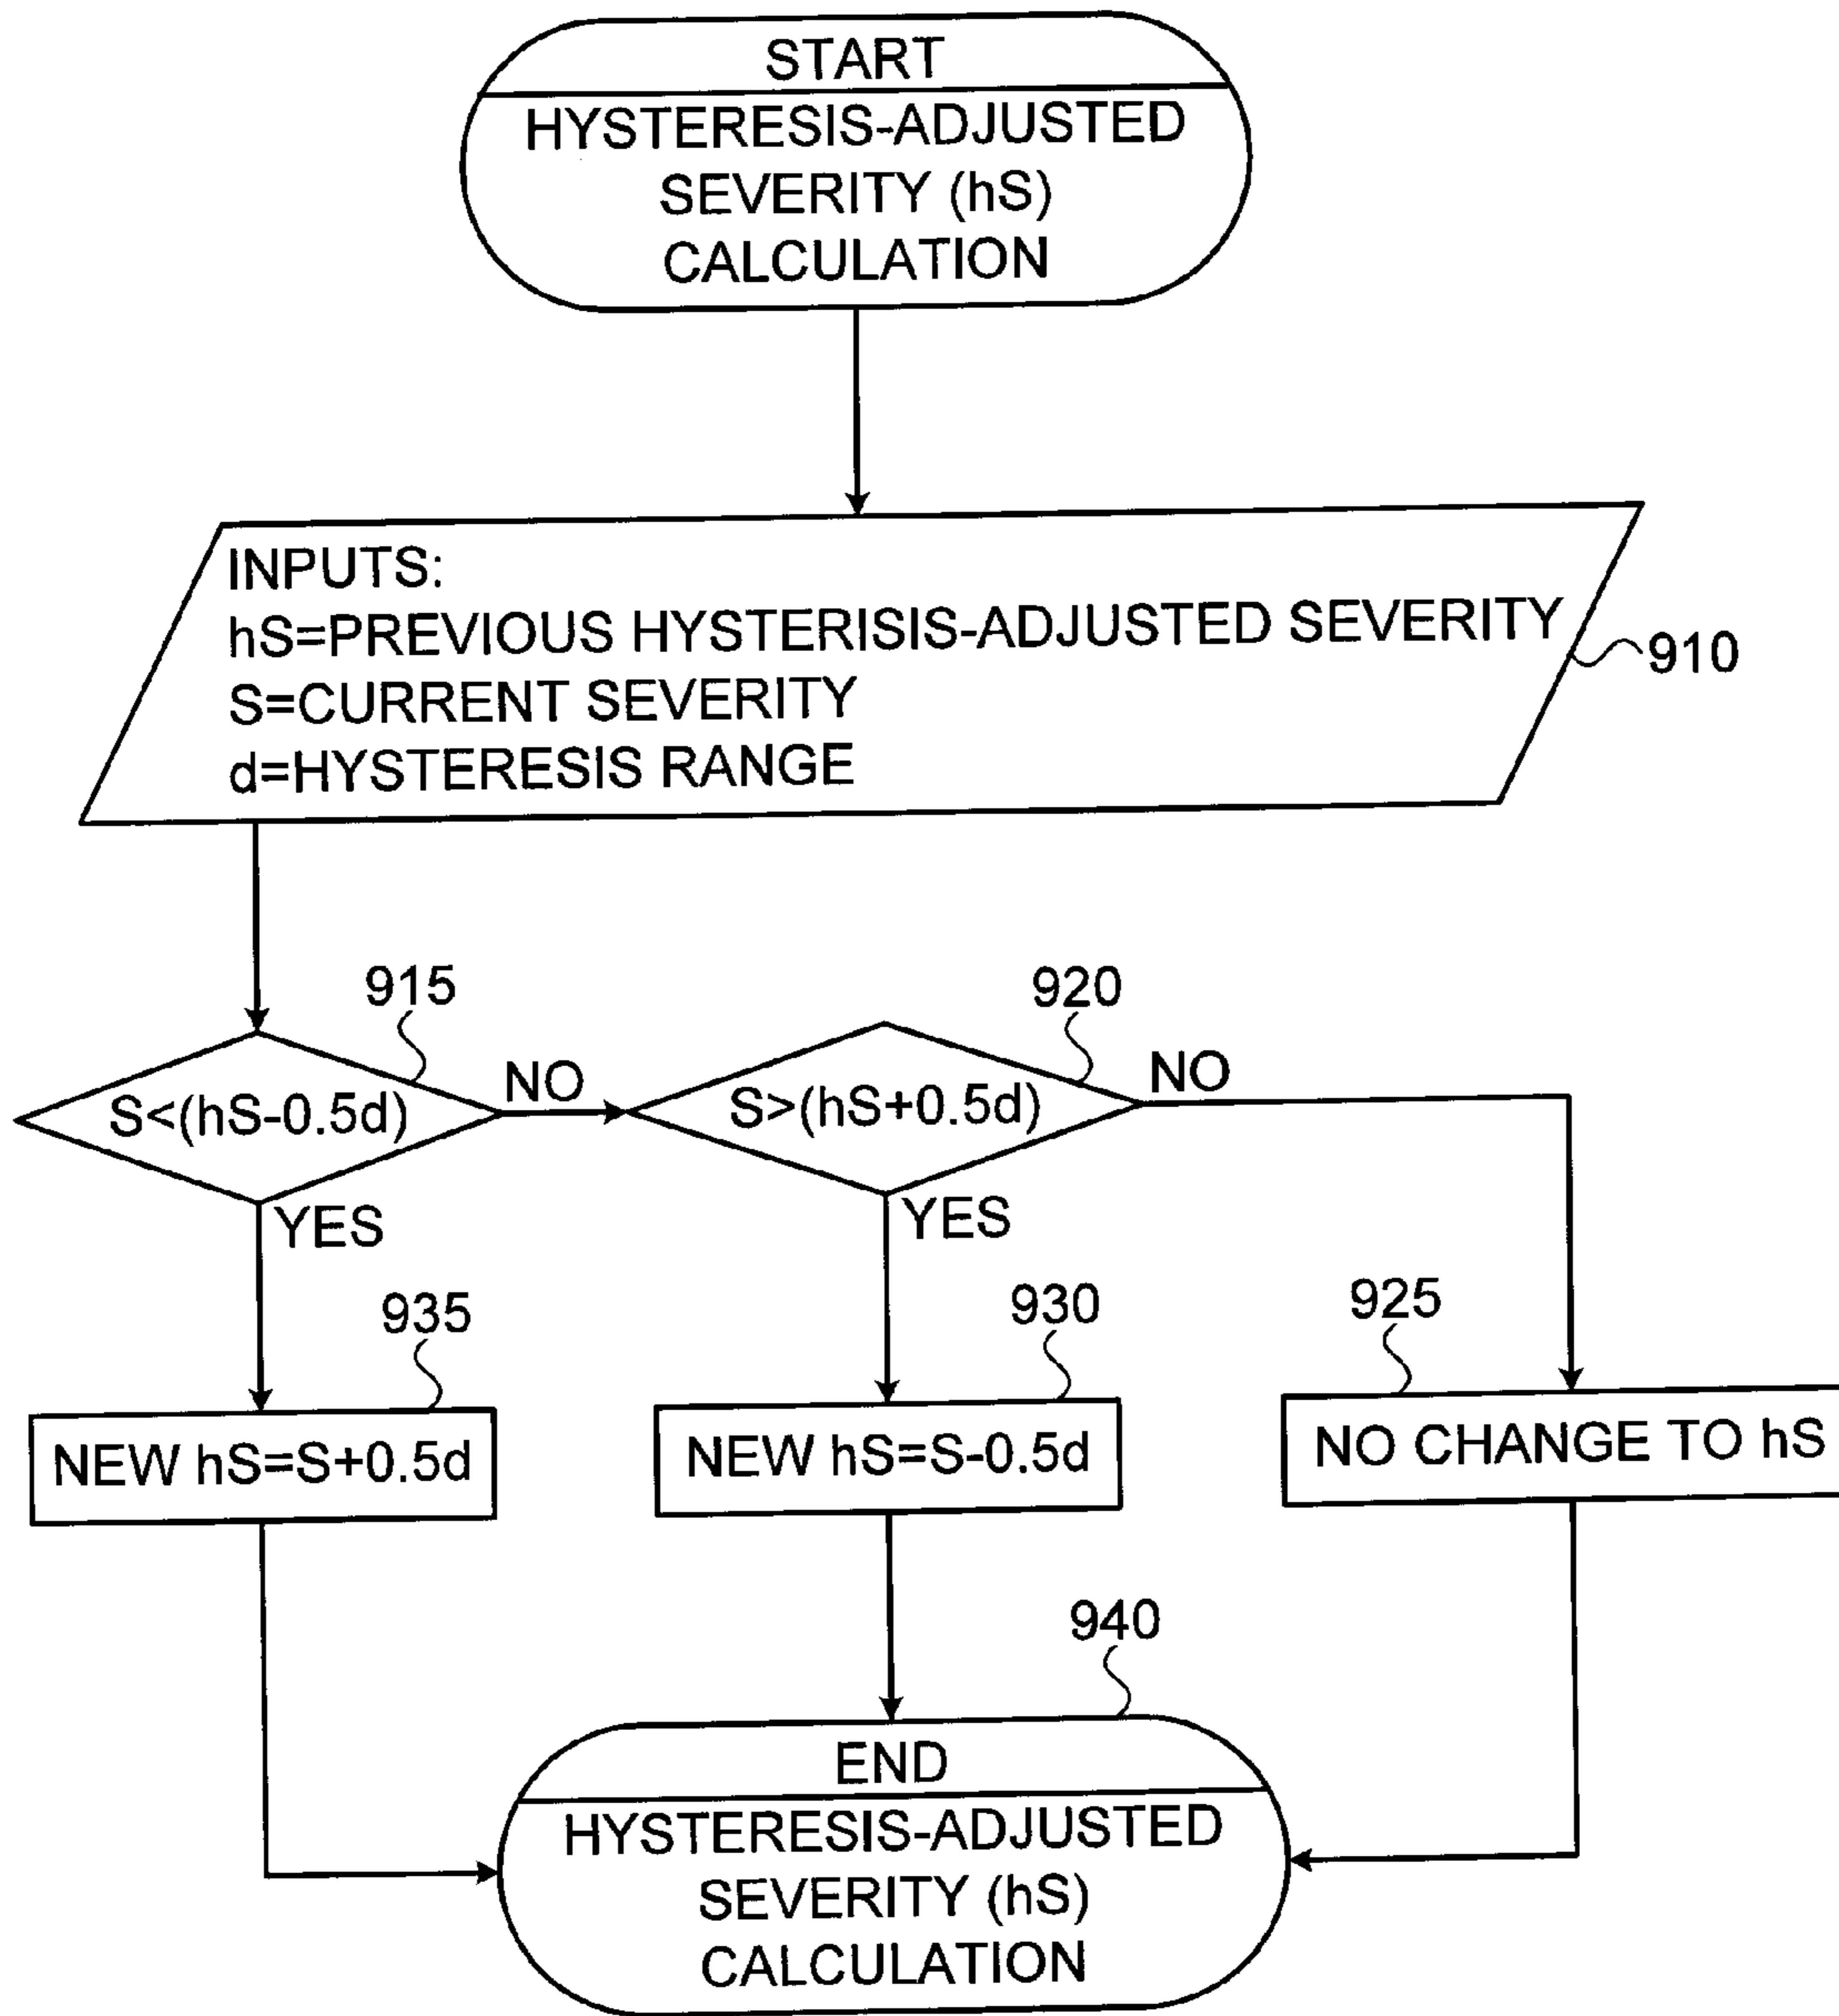 START
HYSTERESIS-ADJUSTED
SEVERITY (hS)
CALCULATION
INPUTS:
hS=PREVIOUS HYSTERISIS-ADJUSTED SEVERITY
S=CURRENT SEVERITY
d=HYSTERESIS RANGE
910
915
920
S<(hS-0.5d)
NO
S>(hS+0.5d)
NO
YES
YES
935
930
925
NEW hS=S+0.5d
NEW hS=S-0.5d
NO CHANGE TO hS
940
END
HYSTERESIS-ADJUSTED
SEVERITY (hS)
CALCULATION